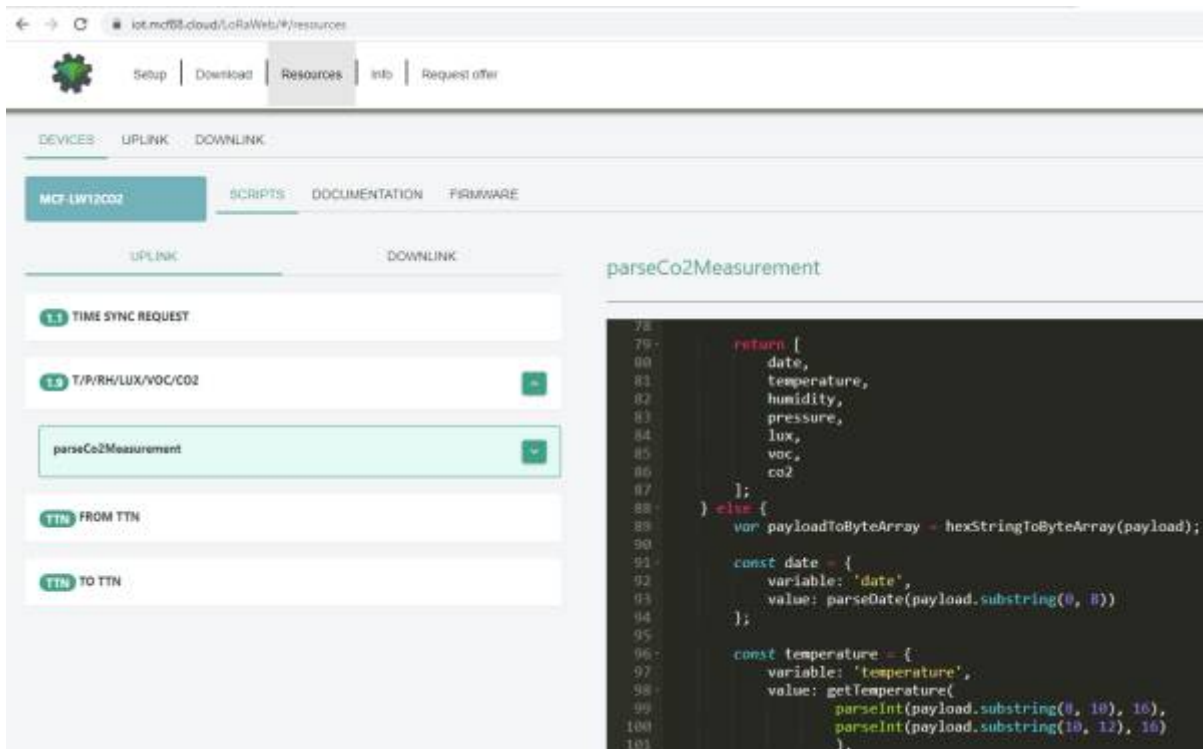 iot.mcf88.cloud/LoRaWeb/#/resources
Setup Download Resources Info Request offer
DEVICES UPLINK DOWNLINK
MCF-LW12CO2 SCRIPTS DOCUMENTATION FIRMWARE
UPLINK DOWNLINK
1.1 TIME SYNC REQUEST
1.9 T/P/RH/LUX/VOC/CO2
parseCo2Measurement
TTN FROM TTN
TTN TO TTN
parseCo2Measurement
78
79 return [
80 date,
81 temperature,
82 humidity,
83 pressure,
84 lux,
85 voc,
86 co2
87 ];
88 } else {
89 var payloadToByteArray = hexStringToByteArray(payload);
90
91 const date = {
92 variable: 'date',
93 value: parseDate(payload.substring(0, 8))
94 };
95
96 const temperature = {
97 variable: 'temperature',
98 value: getTemperature(
99 parseInt(payload.substring(8, 10), 16),
100 parseInt(payload.substring(10, 12), 16)
101 ),